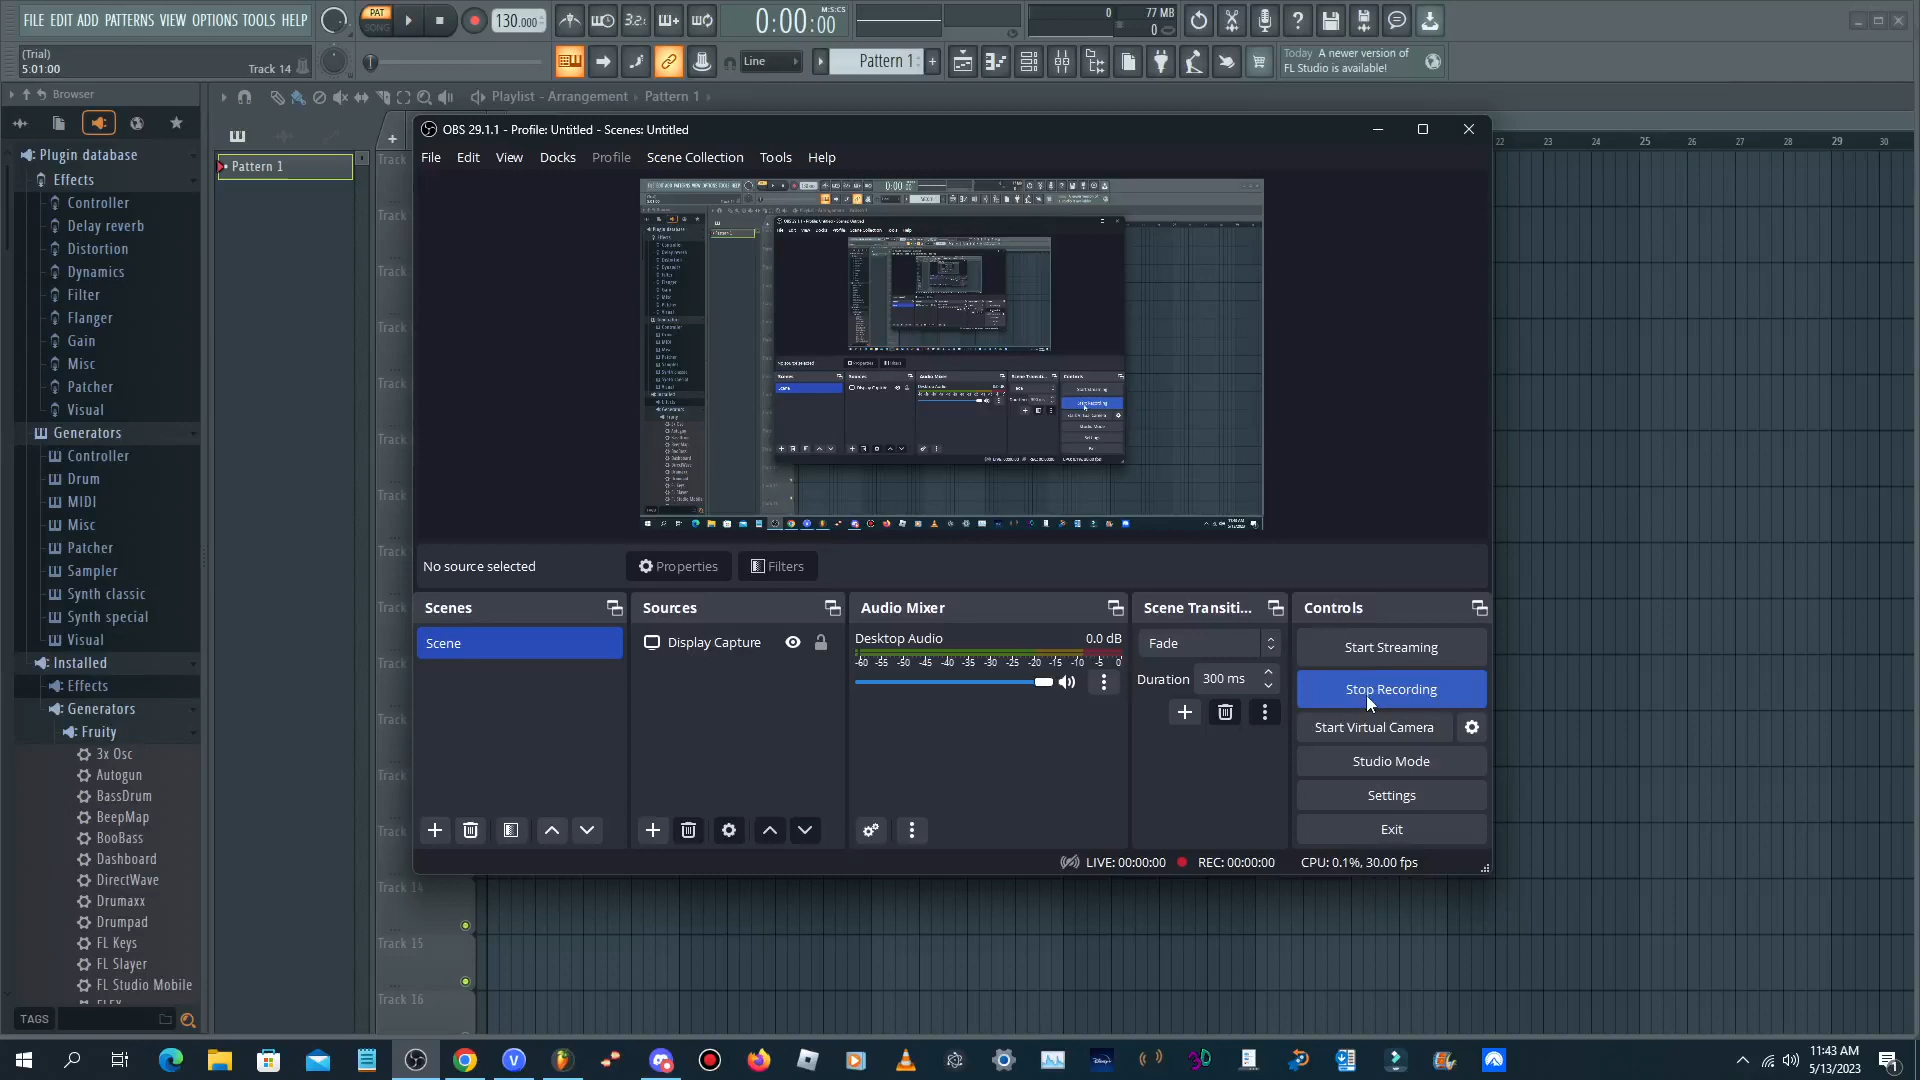 FILE EDIT ADD PATTERNS VIEW OPTIONS TOOLS HELP
PAT
SONG
130.000
3.2.
0:00:00
M:S:CS
0
77 MB
0
(Trial)
5:01:00
Track 14
Line
Pattern 1
Today A newer version of
FL Studio is available!
Browser
Playlist - Arrangement › Pattern 1 ›
Plugin database
Effects
Controller
Delay reverb
Distortion
Dynamics
Filter
Flanger
Gain
Misc
Patcher
Visual
Generators
Controller
Drum
MIDI
Misc
Patcher
Sampler
Synth classic
Synth special
Visual
Installed
Effects
Generators
Fruity
3x Osc
Autogun
BassDrum
BeepMap
BooBass
Dashboard
DirectWave
Drumaxx
Drumpad
FL Keys
FL Slayer
FL Studio Mobile
FLEX
TAGS
Pattern 1
Track
Track
Track
Track
Track
Track
Track
Track
Track
Track
Track
Track
Track
Track 14
Track 15
Track 16
22 23 24 25 26 27 28 29 30
OBS 29.1.1 - Profile: Untitled - Scenes: Untitled
File Edit View Docks Profile Scene Collection Tools Help
No source selected
Properties
Filters
Scenes
Scene
Sources
Display Capture
Audio Mixer
Desktop Audio 0.0 dB
-60 -55 -50 -45 -40 -35 -30 -25 -20 -15 -10 -5 0
Scene Transiti...
Fade
Duration 300 ms
Controls
Start Streaming
Stop Recording
Start Virtual Camera
Studio Mode
Settings
Exit
LIVE: 00:00:00
REC: 00:00:00
CPU: 0.1%, 30.00 fps
11:43 AM
5/13/2023
1